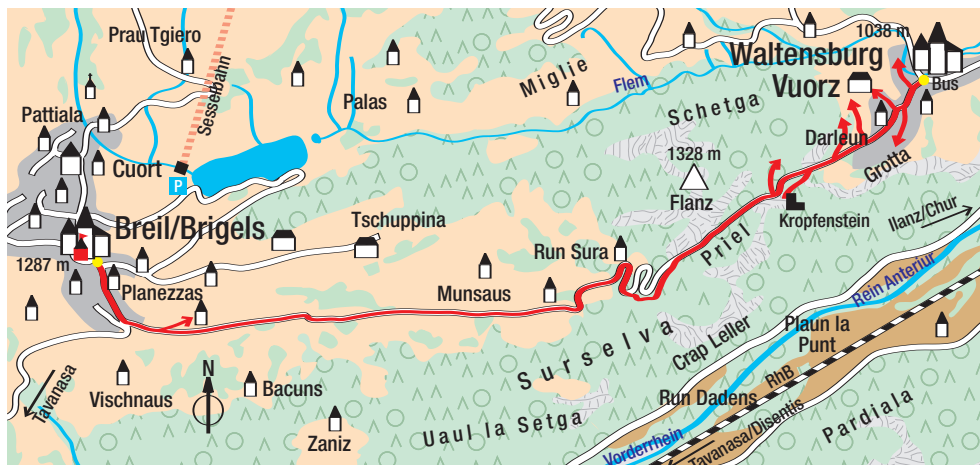 Prau Tgiero
Sesselbahn
Pattiala
Cuort
P
Breil/Brigels
1287 m
Planezzas
Tschuppina
Palas
Miglie
Flem
Schetga
1328 m
Flanz
Waltensburg
Vuorz
1038 m
Bus
Darleun
Grotta
Kropfenstein
Ilanz/Chur
Run Sura
Priel
Munsaus
Surselva
Crap Leller
Rein Anteriur
Plaun la
Punt
RhB
Run Dadens
Vorderrhein
Tavanasa/Disentis
Pardiala
Uaul la Setga
Tavanasa
Vischnaus
N
Bacuns
Zaniz